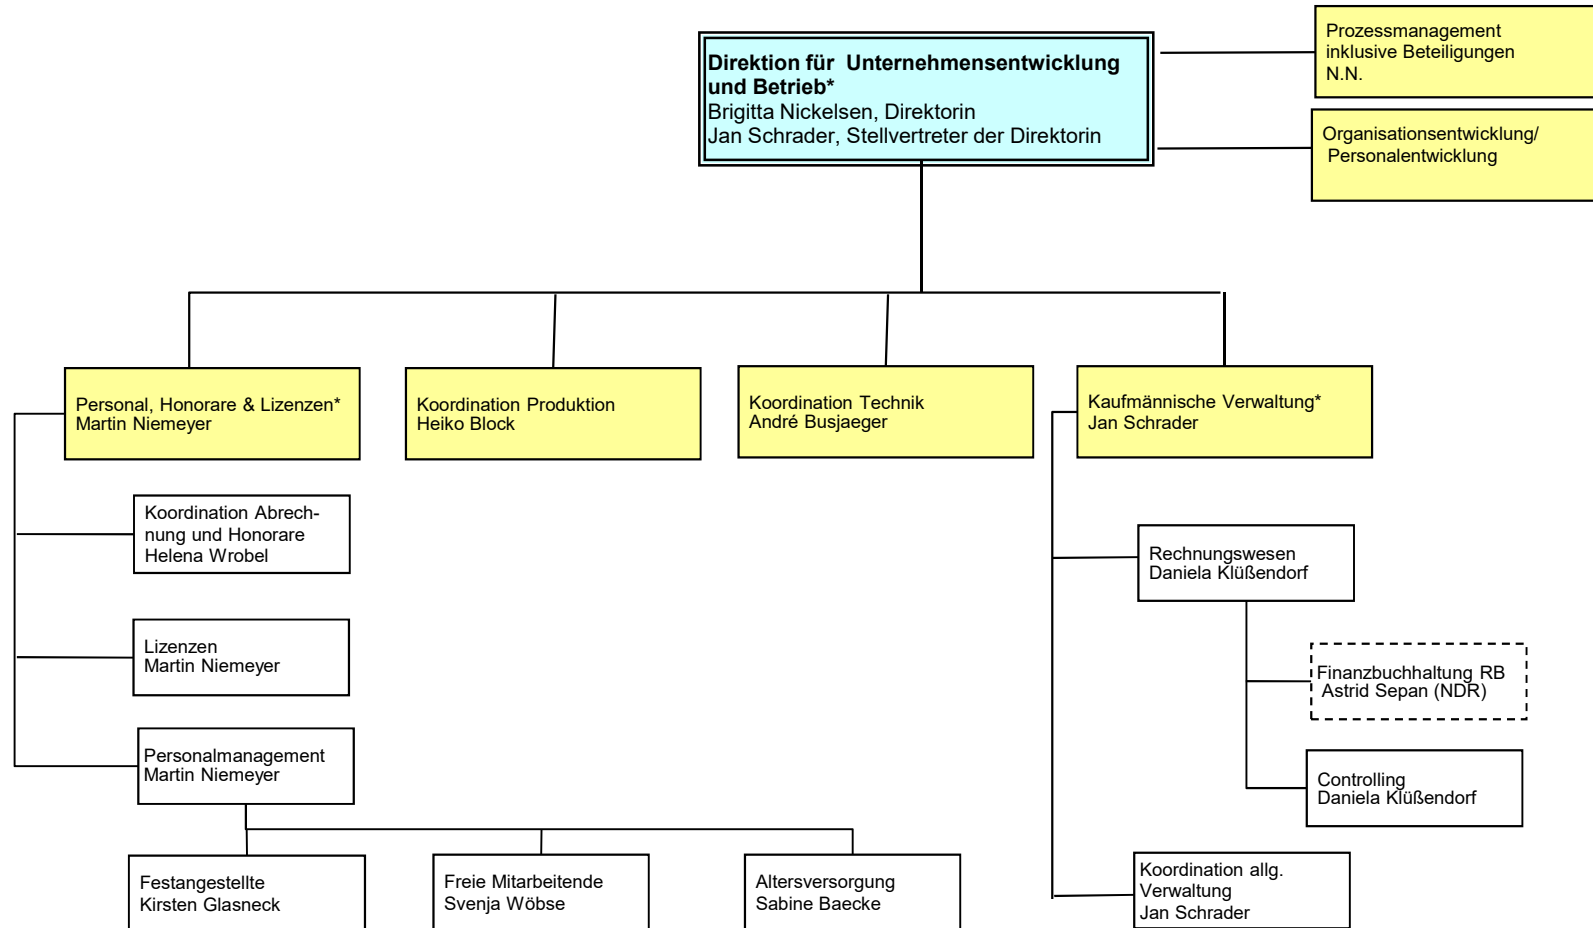 Prozessmanagement
inklusive Beteiligungen
N.N.
Direktion für Unternehmensentwicklung
und Betrieb*
Brigitta Nickelsen, Direktorin
Jan Schrader, Stellvertreter der Direktorin
Organisationsentwicklung/
Personalentwicklung
Personal, Honorare & Lizenzen*
Martin Niemeyer
Koordination Produktion
Heiko Block
Koordination Technik
André Busjaeger
Kaufmännische Verwaltung*
Jan Schrader
Koordination Abrech-
nung und Honorare
Helena Wrobel
Lizenzen
Martin Niemeyer
Personalmanagement
Martin Niemeyer
Festangestellte
Kirsten Glasneck
Freie Mitarbeitende
Svenja Wöbse
Altersversorgung
Sabine Baecke
Rechnungswesen
Daniela Klüßendorf
Finanzbuchhaltung RB
Astrid Sepan (NDR)
Controlling
Daniela Klüßendorf
Koordination allg.
Verwaltung
Jan Schrader